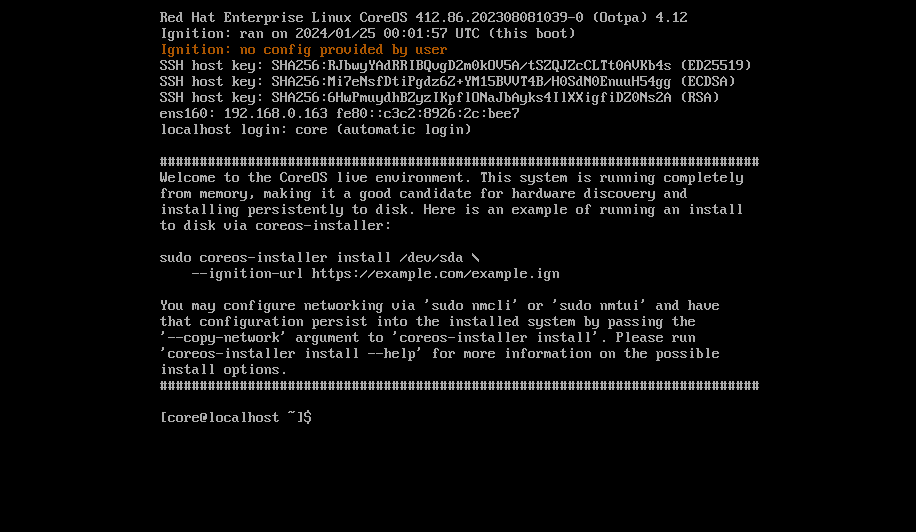 Red Hat Enterprise Linux CoreOS 412.86.202308081039-0 (Ootpa) 4.12
Ignition: ran on 2024/01/25 00:01:57 UTC (this boot)
Ignition: no config provided by user
SSH host key: SHA256:RJbwyYAdRRIBQvgD2m0kOV5A/tSZQJZcCLTt0AVKb4s (ED25519)
SSH host key: SHA256:Mi7eNsfDtiPgdz6Z+YM15BVVT4B/H0SdN0EnuuH54gg (ECDSA)
SSH host key: SHA256:6HwPmuydhBZyzIKpflONaJbAyks4IlXXigfiDZ0Ns2A (RSA)
ens160: 192.168.0.163 fe80::c3c2:8926:2c:bee7
localhost login: core (automatic login)
###########################################################################
Welcome to the CoreOS live environment. This system is running completely
from memory, making it a good candidate for hardware discovery and
installing persistently to disk. Here is an example of running an install
to disk via coreos-installer:
sudo coreos-installer install /dev/sda \
    --ignition-url https://example.com/example.ign
You may configure networking via 'sudo nmcli' or 'sudo nmtui' and have
that configuration persist into the installed system by passing the
'--copy-network' argument to 'coreos-installer install'. Please run
'coreos-installer install --help' for more information on the possible
install options.
###########################################################################
[core@localhost ~]$